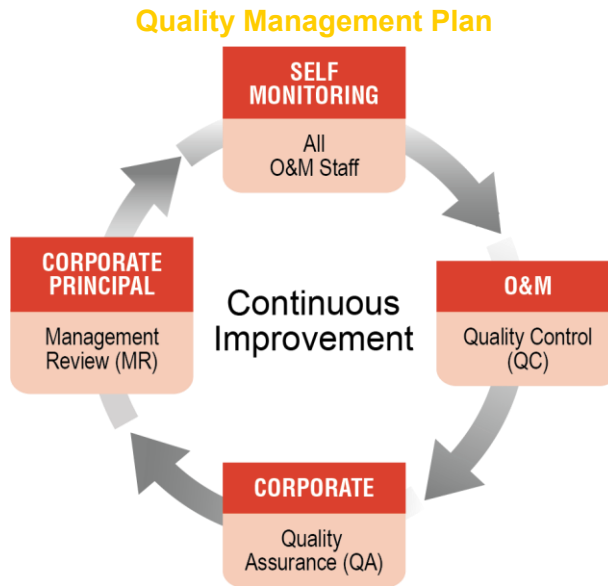 Quality Management Plan
SELF
MONITORING
All
O&M Staff
O&M
Quality Control
(QC)
CORPORATE
Quality
Assurance (QA)
CORPORATE
PRINCIPAL
Management
Review (MR)
Continuous
Improvement